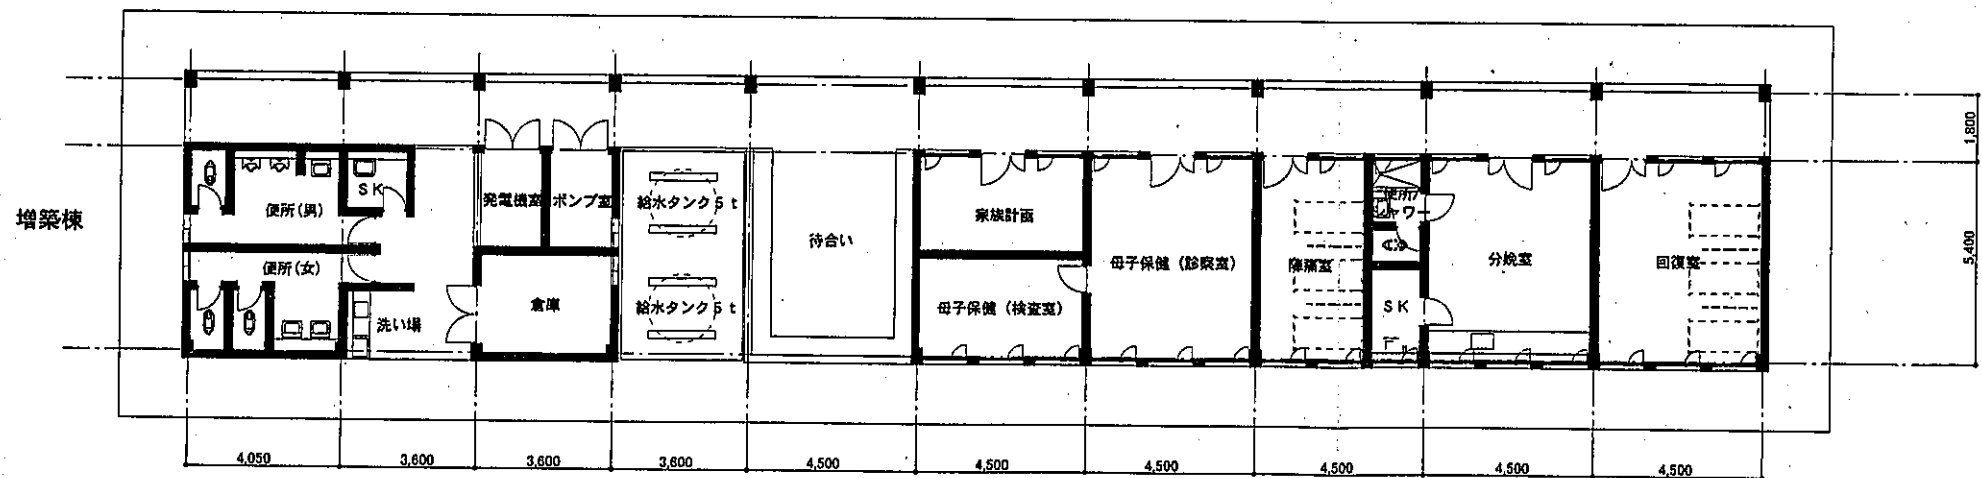 増築棟
便所(男)
SK
便所(女)
洗い場
発電機室
ポンプ室
倉庫
給水タンク5t
給水タンク5t
待合い
家族計画
母子保健(検査室)
母子保健(診察室)
陣痛室
便所/
シャワー
SK
分娩室
回復室
1,800
5,400
4,050
3,600
3,600
3,600
4,500
4,500
4,500
4,500
4,500
4,500